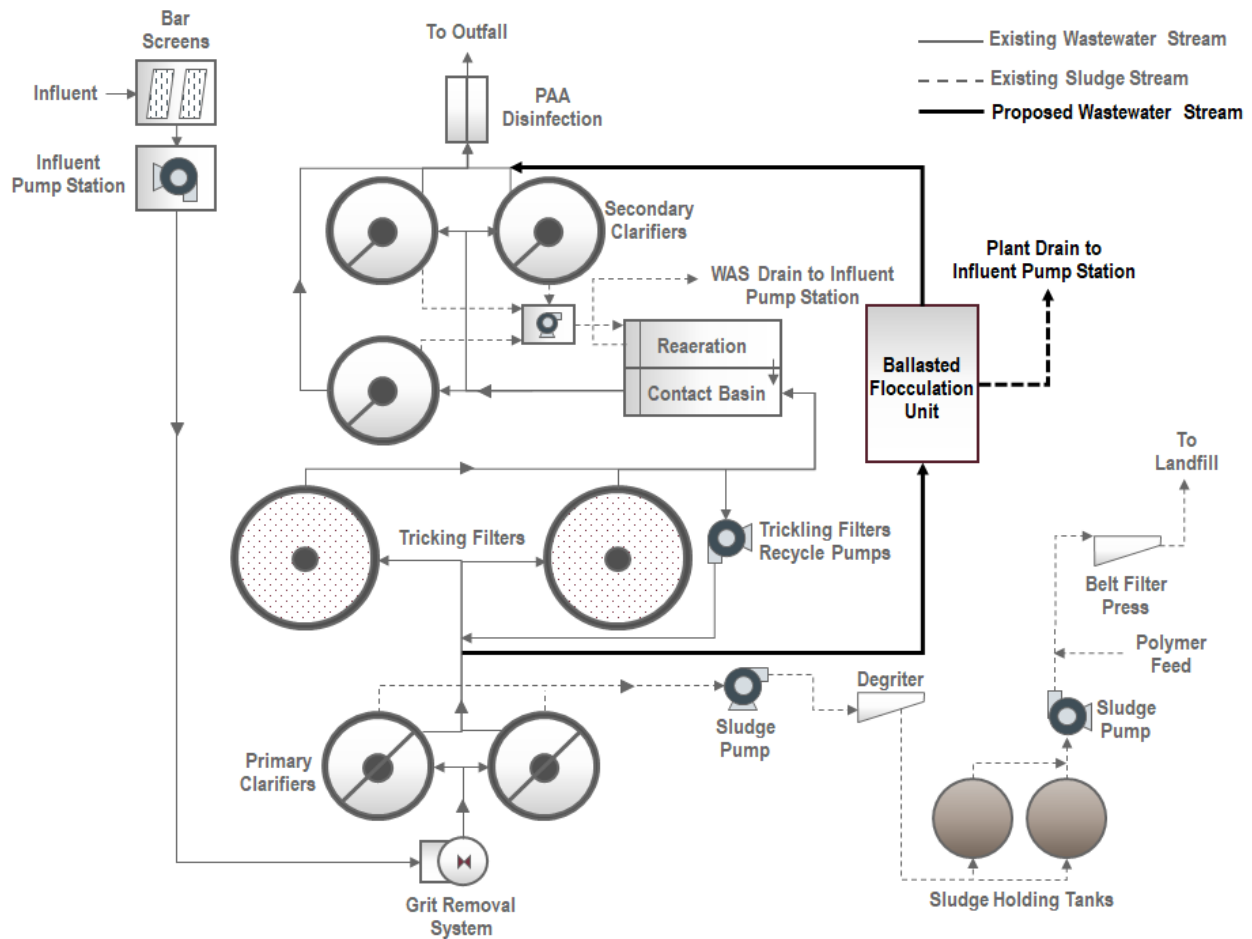 Bar
Screens
Influent
Influent
Pump Station
To Outfall
PAA
Disinfection
Existing Wastewater Stream
Existing Sludge Stream
Proposed Wastewater Stream
Secondary
Clarifiers
WAS Drain to Influent
Pump Station
Plant Drain to
Influent Pump Station
Reaeration
Contact Basin
Ballasted
Flocculation
Unit
To
Landfill
Tricking Filters
Trickling Filters
Recycle Pumps
Belt Filter
Press
Polymer
Feed
Primary
Clarifiers
Sludge
Pump
Degriter
Sludge
Pump
Grit Removal
System
Sludge Holding Tanks